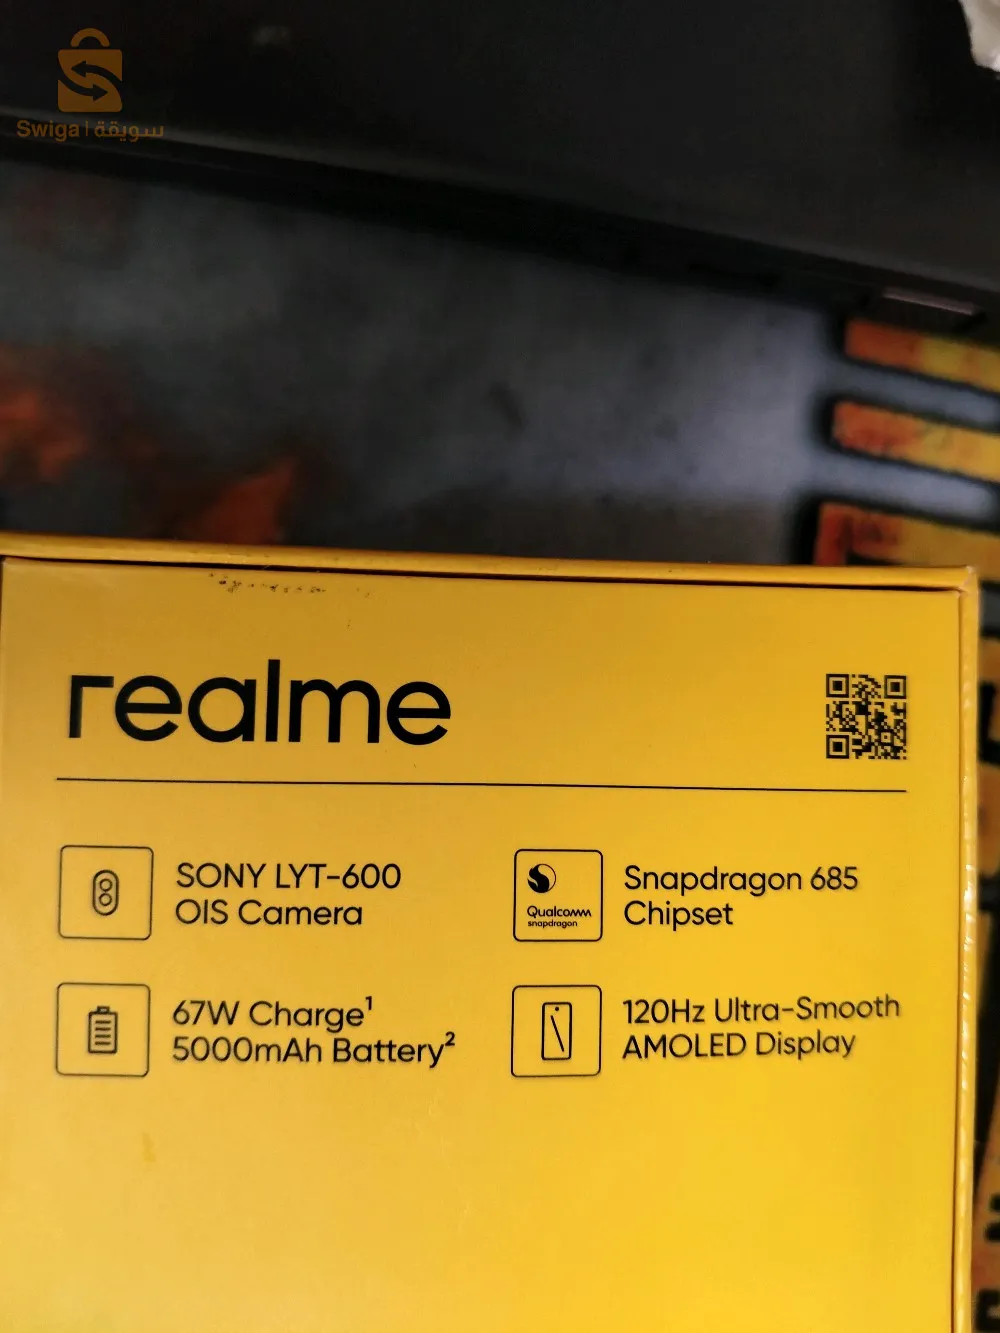 Swiga | سويقة
realme
SONY LYT-600
OIS Camera
Qualcomm
snapdragon
Snapdragon 685
Chipset
67W Charge¹
5000mAh Battery²
120Hz Ultra-Smooth
AMOLED Display